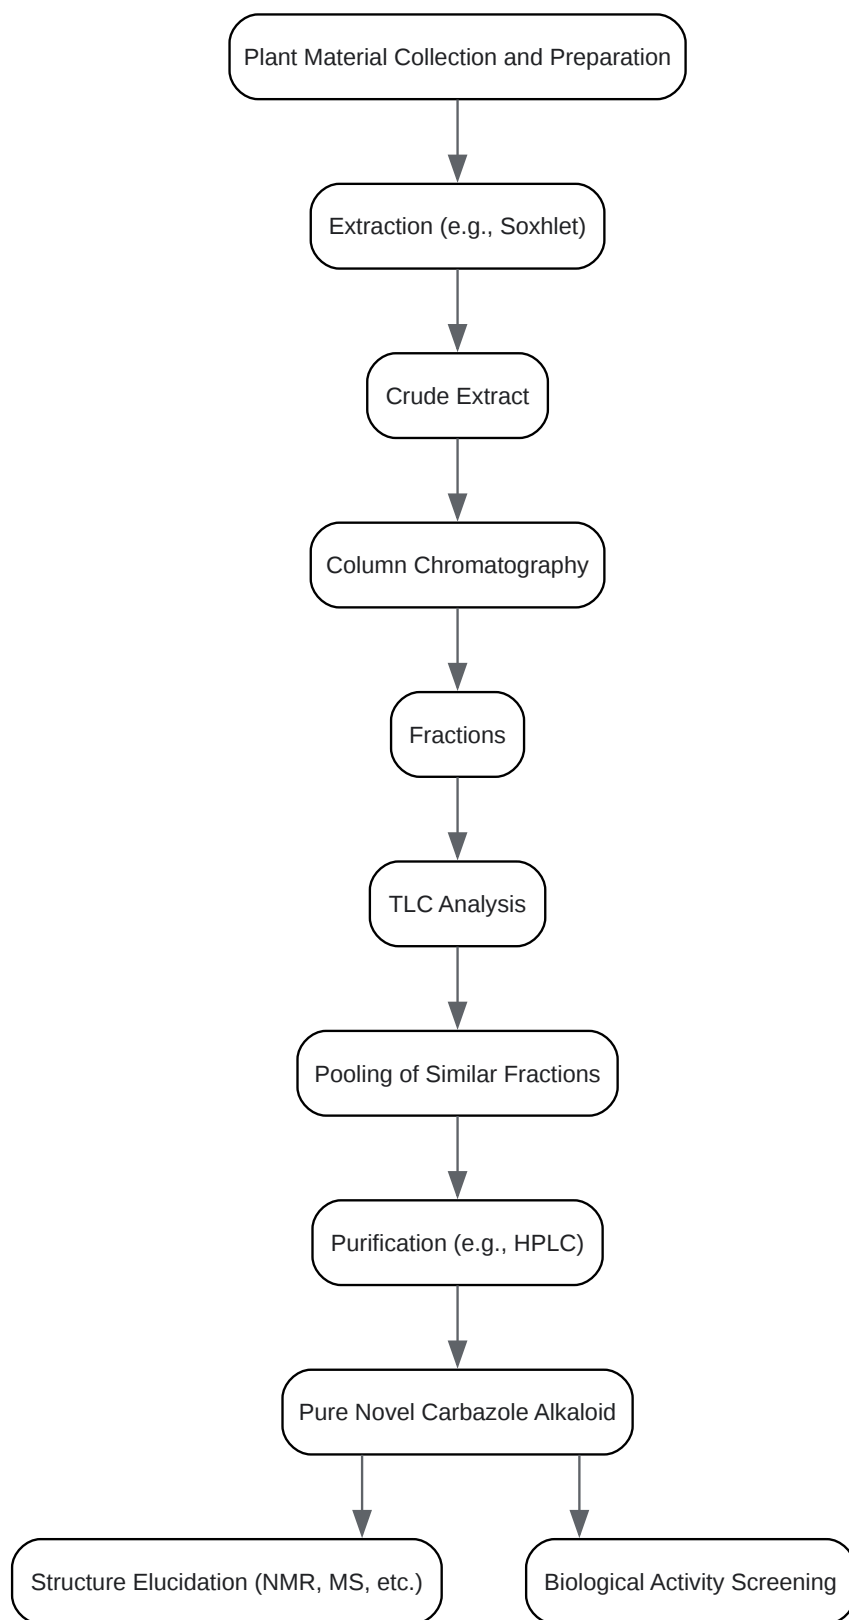 Plant Material Collection and Preparation
Extraction (e.g., Soxhlet)
Crude Extract
Column Chromatography
Fractions
TLC Analysis
Pooling of Similar Fractions
Purification (e.g., HPLC)
Pure Novel Carbazole Alkaloid
Structure Elucidation (NMR, MS, etc.)
Biological Activity Screening